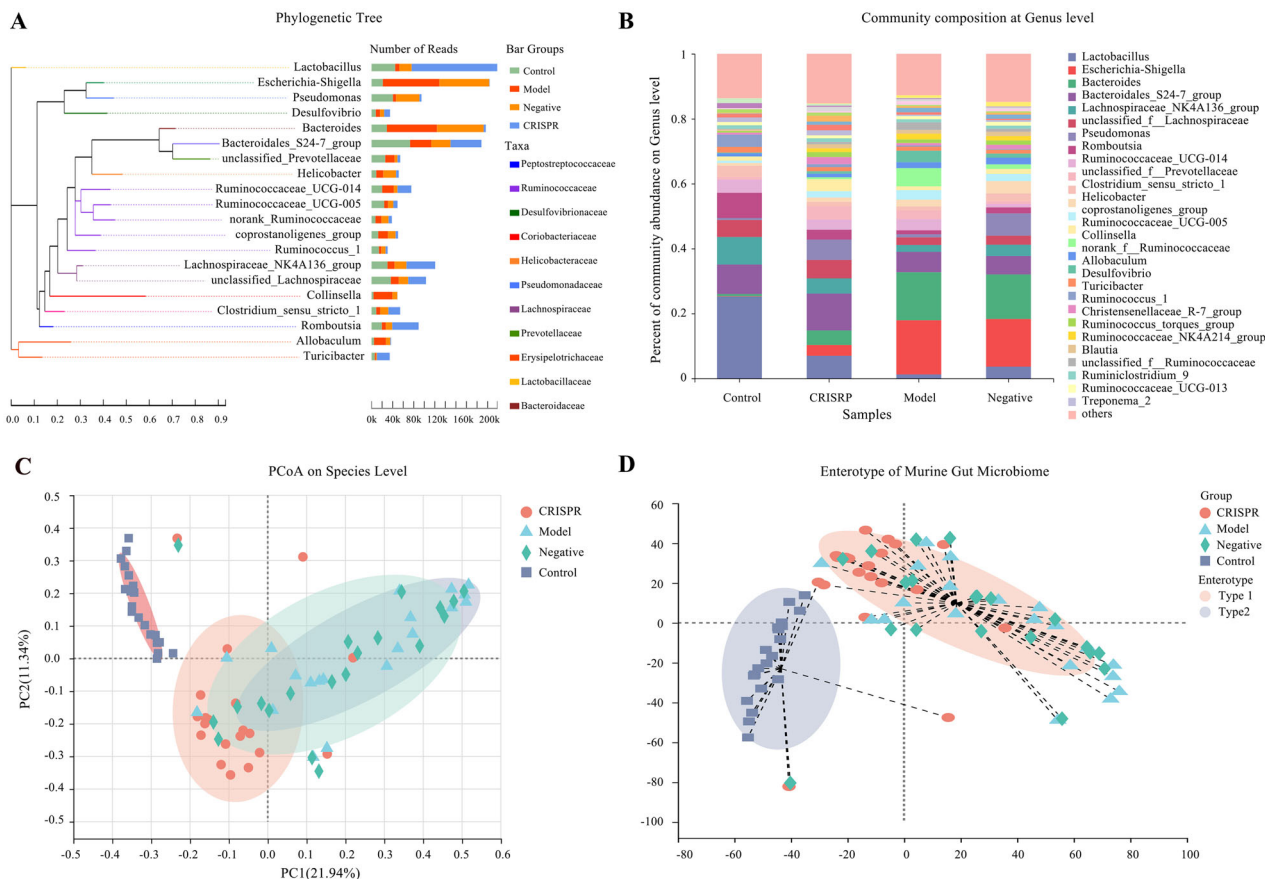 A
Phylogenetic Tree
Number of Reads
Bar Groups
Control
Model
Negative
CRISPR
Taxa
Peptostreptococcaceae
Ruminococcaceae
Desulfovibrionaceae
Coriobacteriaceae
Helicobacteraceae
Pseudomonadaceae
Lachnospiraceae
Prevotellaceae
Erysipelotrichaceae
Lactobacillaceae
Bacteroidaceae
Lactobacillus
Escherichia-Shigella
Pseudomonas
Desulfovibrio
Bacteroides
Bacteroidales_S24-7_group
unclassified_Prevotellaceae
Helicobacter
Ruminococcaceae_UCG-014
Ruminococcaceae_UCG-005
norank_Ruminococcaceae
coprostanoligenes_group
Ruminococcus_1
Lachnospiraceae_NK4A136_group
unclassified_Lachnospiraceae
Collinsella
Clostridium_sensu_stricto_1
Romboutsia
Allobaculum
Turicibacter
0.0 0.1 0.2 0.3 0.4 0.5 0.6 0.7 0.8 0.9
0k 40k 80k 120k 160k 200k
B
Community composition at Genus level
Percent of community abundance on Genus level
1
0.8
0.6
0.4
0.2
0
Control CRISRP Model Negative
Samples
Lactobacillus
Escherichia-Shigella
Bacteroides
Bacteroidales_S24-7_group
Lachnospiraceae_NK4A136_group
unclassified_f__Lachnospiraceae
Pseudomonas
Romboutsia
Ruminococcaceae_UCG-014
unclassified_f__Prevotellaceae
Clostridium_sensu_stricto_1
Helicobacter
coprostanoligenes_group
Ruminococcaceae_UCG-005
Collinsella
norank_f__Ruminococcaceae
Allobaculum
Desulfovibrio
Turicibacter
Ruminococcus_1
Christensenellaceae_R-7_group
Ruminococcus_torques_group
Ruminococcaceae_NK4A214_group
Blautia
unclassified_f__Ruminococcaceae
Ruminiclostridium_9
Ruminococcaceae_UCG-013
Treponema_2
others
C
PCoA on Species Level
PC2(11.34%)
0.5
0.4
0.3
0.2
0.1
0.0
-0.1
-0.2
-0.3
-0.4
-0.5
-0.5 -0.4 -0.3 -0.2 -0.1 0.0 0.1 0.2 0.3 0.4 0.5 0.6
PC1(21.94%)
CRISPR
Model
Negative
Control
D
Enterotype of Murine Gut Microbiome
60
40
20
0
-20
-40
-60
-80
-100
-80 -60 -40 -20 0 20 40 60 80 100
Group
CRISPR
Model
Negative
Control
Enterotype
Type 1
Type2